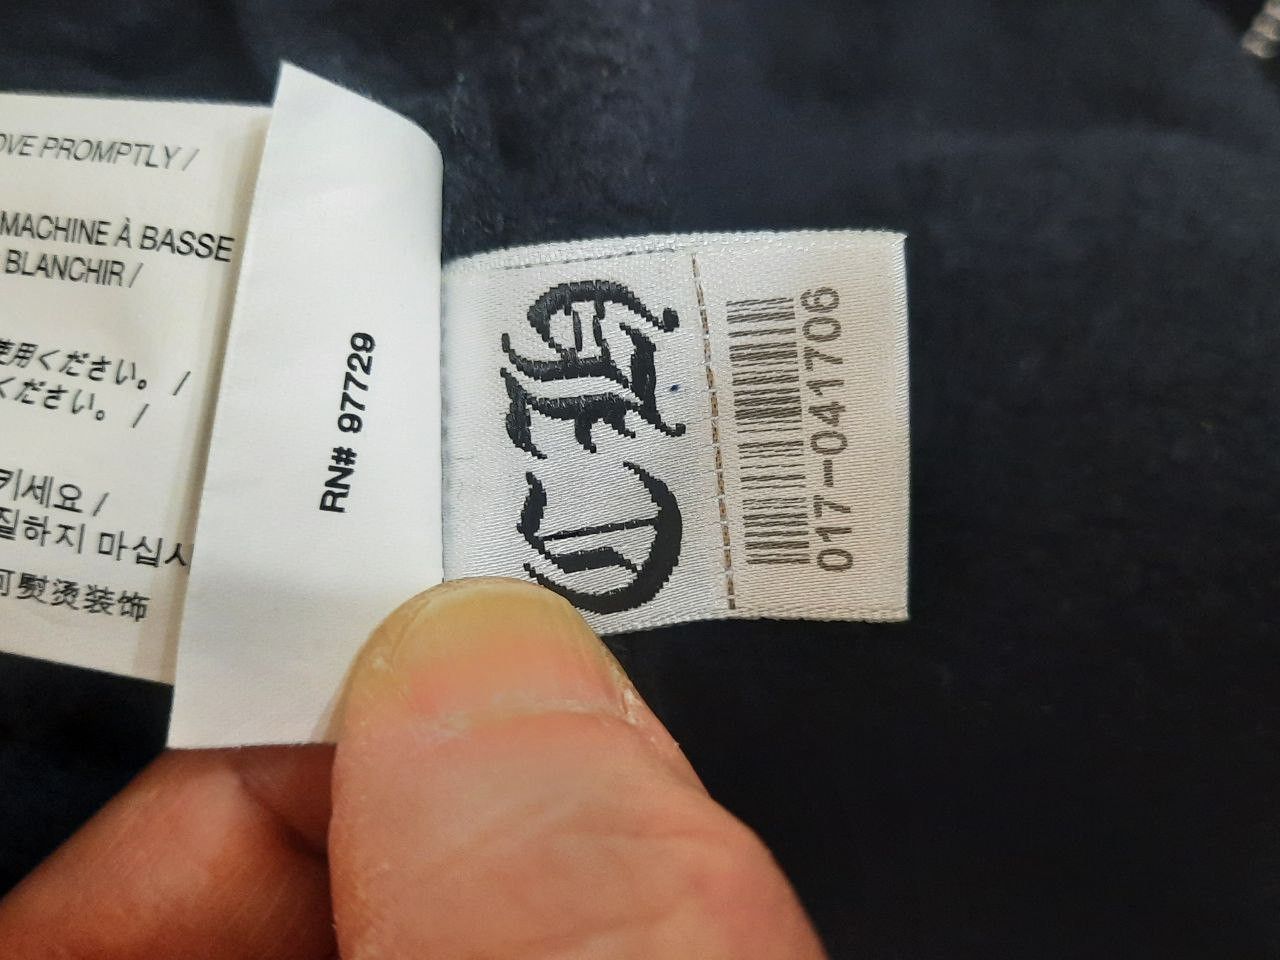 OVE PROMPTLY /
MACHINE À BASSE
BLANCHIR /
使用ください。 /
ください。 /
키세요 /
질하지 마십시
可熨烫装饰
RN# 97729
CH
017-041706